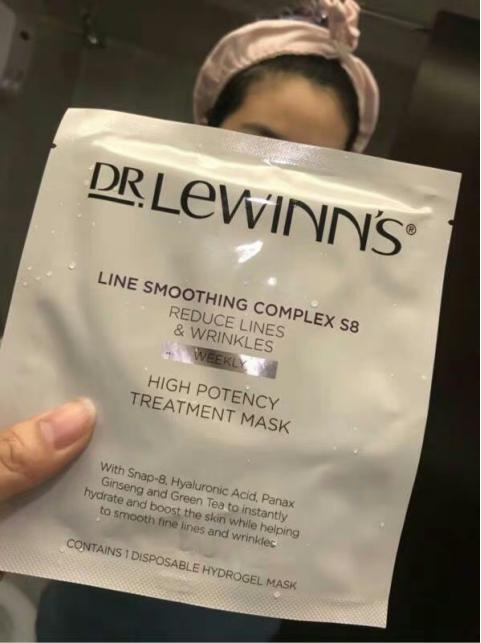 DR. LEWINN'S®
LINE SMOOTHING COMPLEX S8
REDUCE LINES
& WRINKLES
WEEKLY
HIGH POTENCY
TREATMENT MASK
With Snap-8, Hyaluronic Acid, Panax
Ginseng and Green Tea to instantly
hydrate and boost the skin while helping
to smooth fine lines and wrinkles
CONTAINS 1 DISPOSABLE HYDROGEL MASK